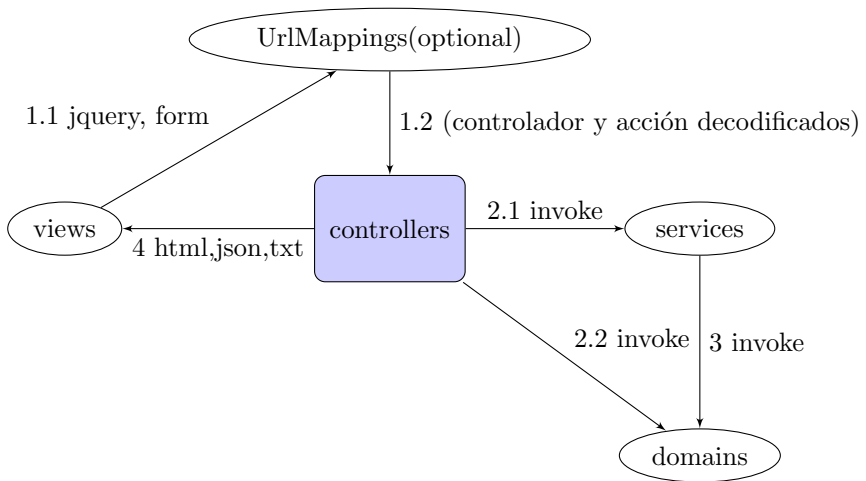 UrlMappings(optional)
1.1 jquery, form
1.2 (controlador y acción decodificados)
views
4 html,json,txt
controllers
2.1 invoke
services
2.2 invoke
3 invoke
domains